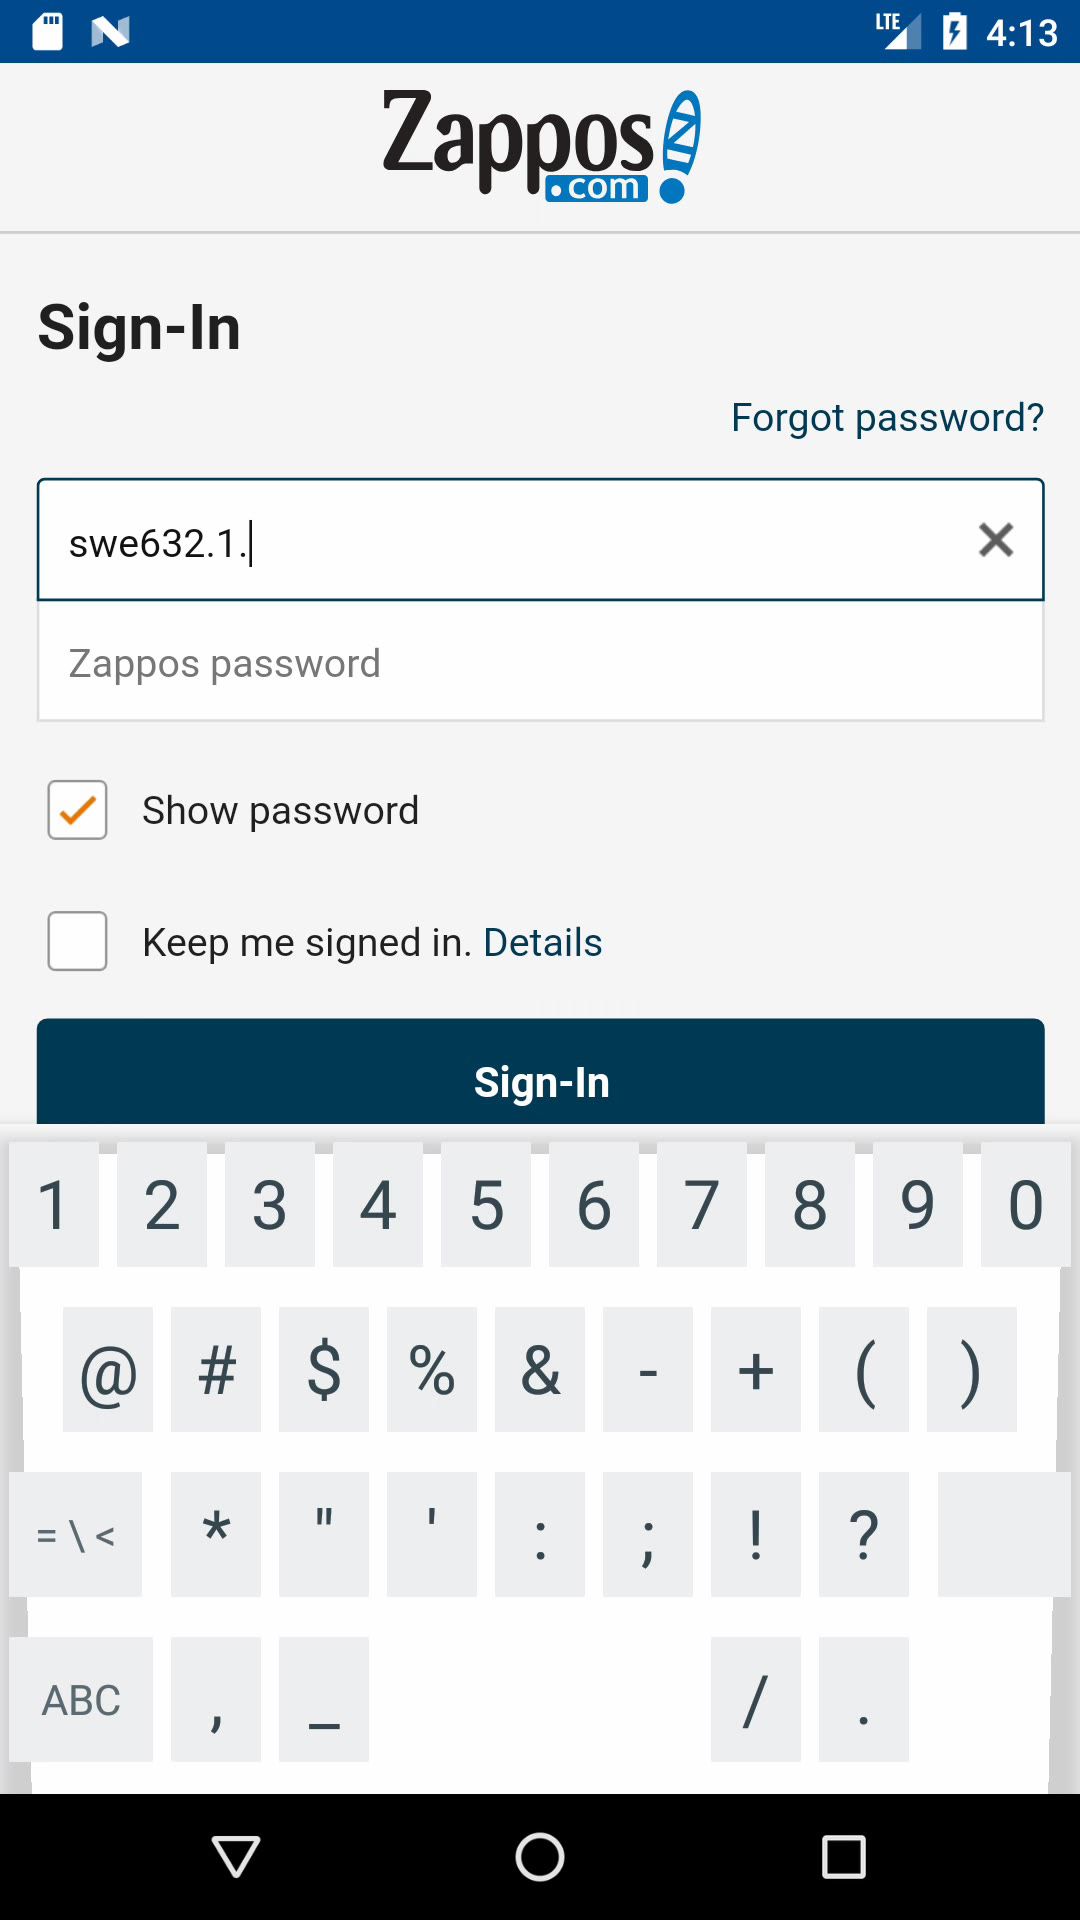 LTE 4:13
Zappos
.com
Sign-In
Forgot password?
swe632.1.
Zappos password
Show password
Keep me signed in. Details
Sign-In
1 2 3 4 5 6 7 8 9 0
@ # $ % & - + ( )
= \ < * " ' : ; ! ?
ABC , _ / .